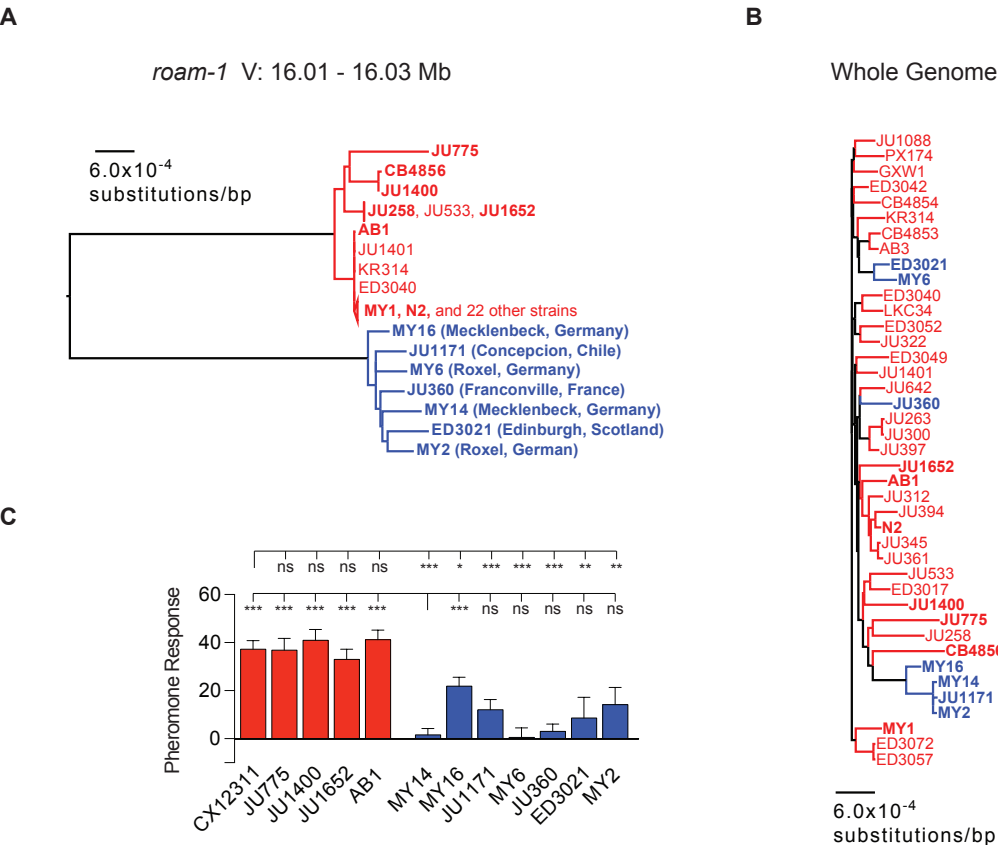 A
roam-1 V: 16.01 - 16.03 Mb
6.0x10-4
substitutions/bp
JU775
CB4856
JU1400
JU258, JU533, JU1652
AB1
JU1401
KR314
ED3040
MY1, N2, and 22 other strains
MY16 (Mecklenbeck, Germany)
JU1171 (Concepcion, Chile)
MY6 (Roxel, Germany)
JU360 (Franconville, France)
MY14 (Mecklenbeck, Germany)
ED3021 (Edinburgh, Scotland)
MY2 (Roxel, German)
B
Whole Genome
JU1088
PX174
GXW1
ED3042
CB4854
KR314
CB4853
AB3
ED3021
MY6
ED3040
LKC34
ED3052
JU322
ED3049
JU1401
JU642
JU360
JU263
JU300
JU397
JU1652
AB1
JU312
JU394
N2
JU345
JU361
JU533
ED3017
JU1400
JU775
JU258
CB4856
MY16
MY14
JU1171
MY2
MY1
ED3072
ED3057
6.0x10-4
substitutions/bp
C
ns ns ns ns *** * *** *** *** ** **
*** *** *** *** *** *** ns ns ns ns ns
Pheromone Response
60
40
20
0
CX12311
JU775
JU1400
JU1652
AB1
MY14
MY16
JU1171
MY6
JU360
ED3021
MY2